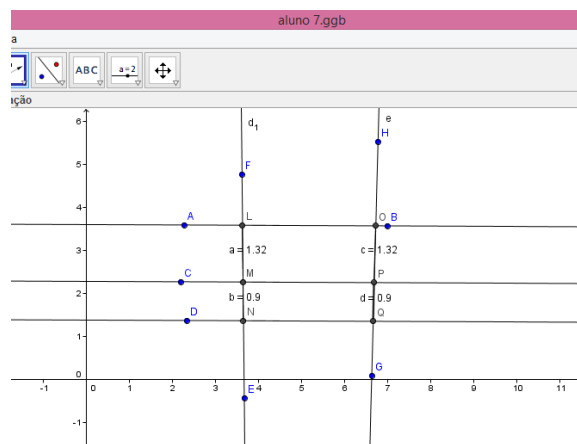 aluno 7.ggb
a
ABC
a=2
ação
6
d1
e
H
5
F
4
A
L
O
B
3
a = 1.32
c = 1.32
C
M
P
2
b = 0.9
d = 0.9
D
N
Q
1
G
0
-1
0
1
2
3
4
5
6
7
8
9
10
11
E
-1